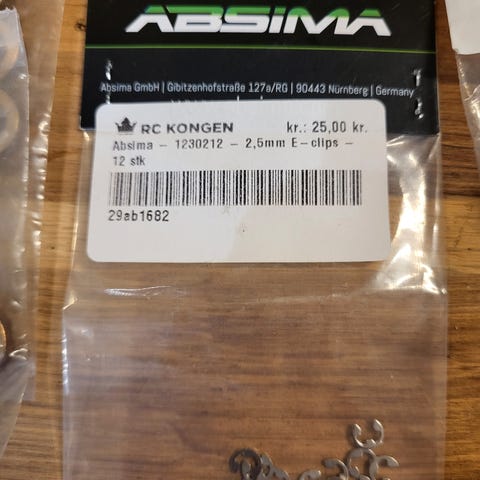 ABSIMA
Absima GmbH | Gibitzenhofstraße 127a/RG | 90443 Nürnberg | Germany
RC KONGEN kr.: 25,00 kr.
Absima - 1230212 - 2,5mm E-clips -
12 stk
29ab1682